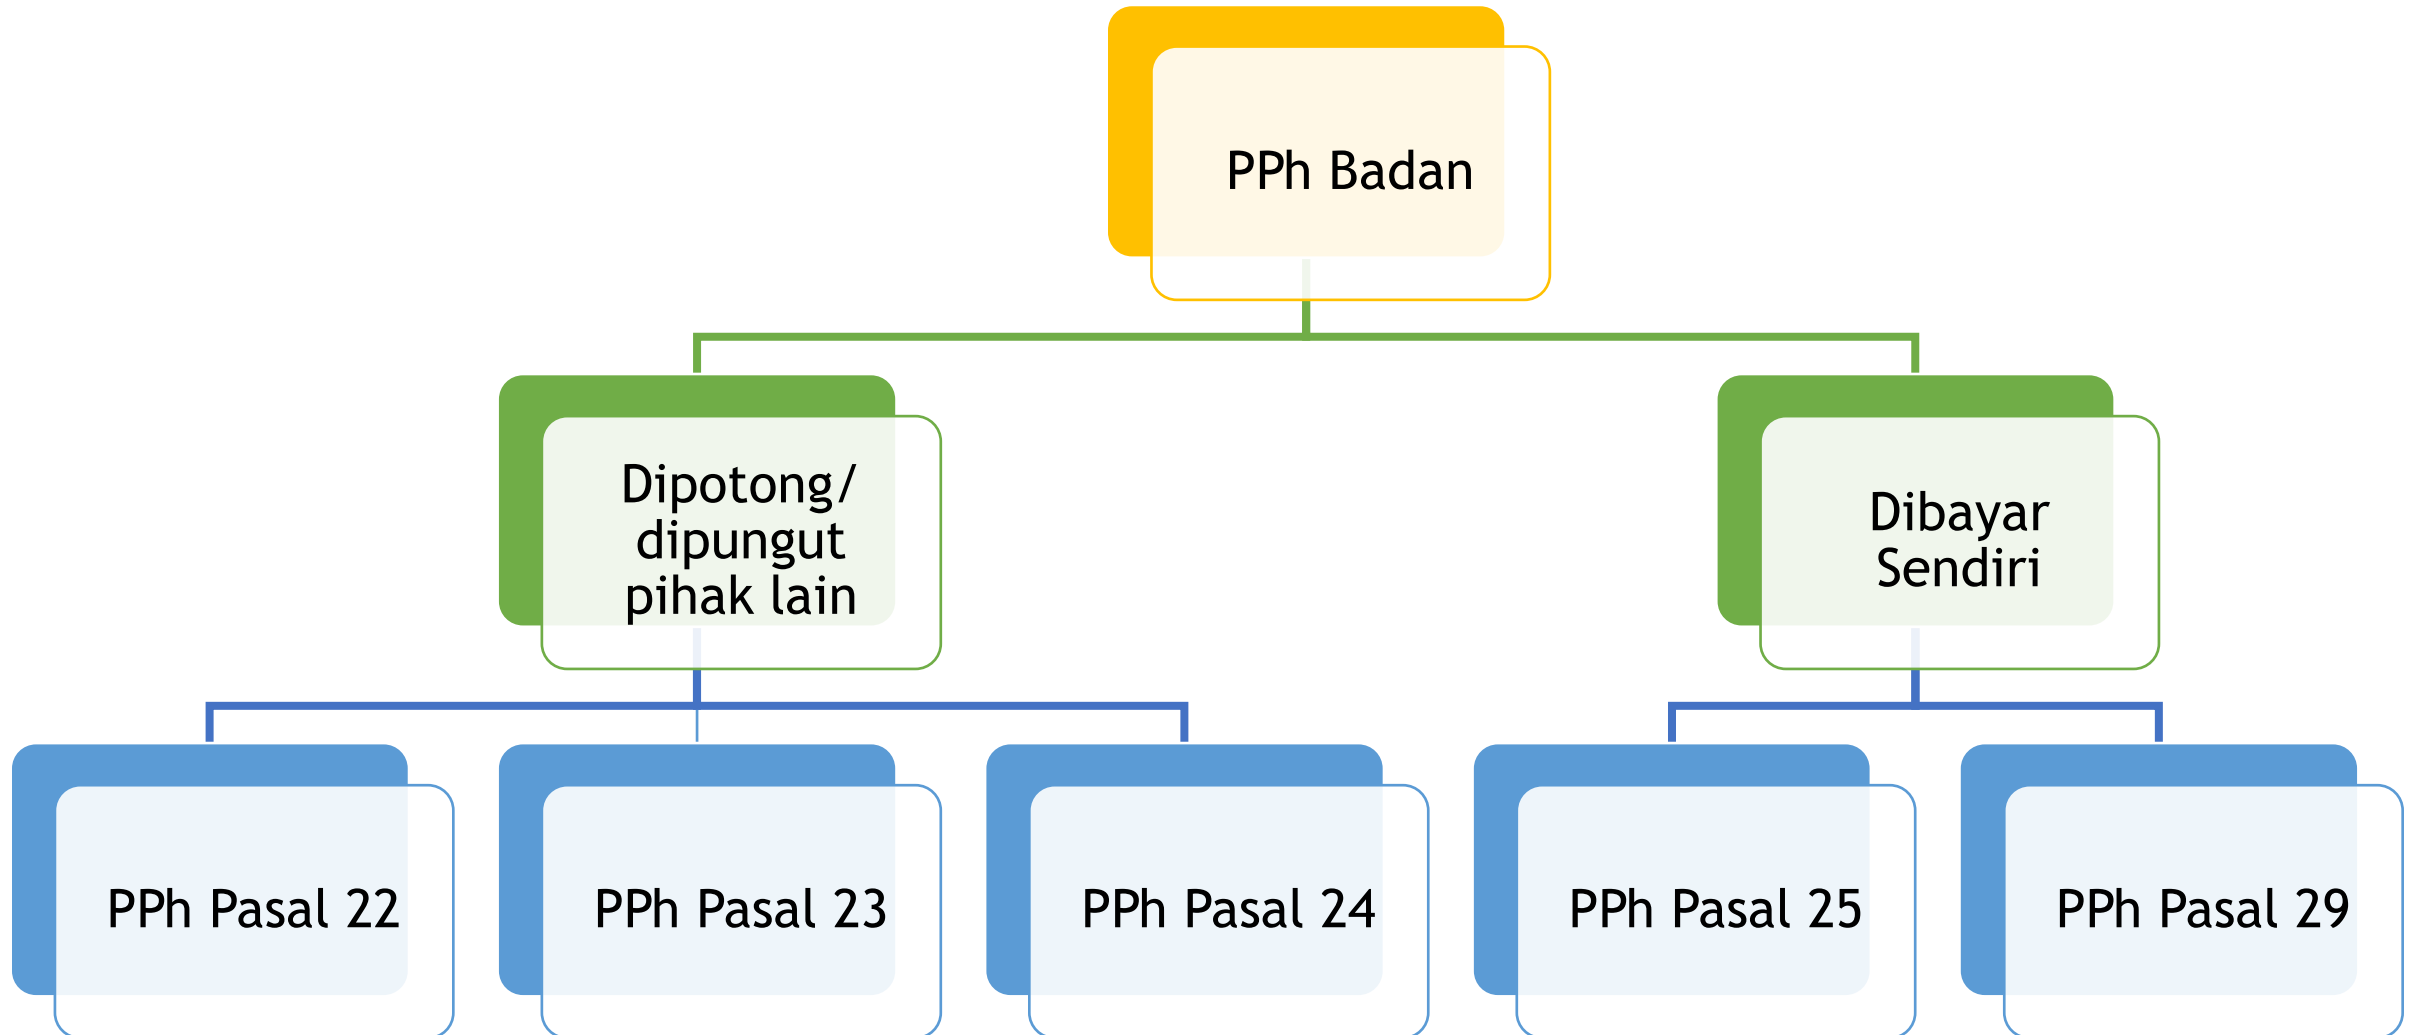 PPh Badan
Dipotong/
dipungut
pihak lain
Dibayar
Sendiri
PPh Pasal 22
PPh Pasal 23
PPh Pasal 24
PPh Pasal 25
PPh Pasal 29